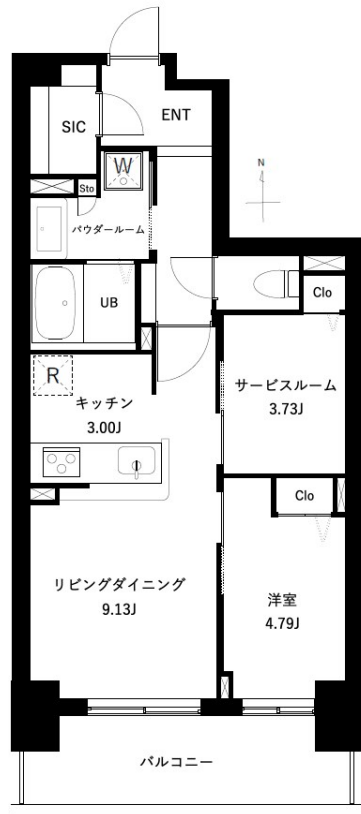 SIC
ENT
N
W
Sto
パウダールーム
UB
Clo
R
キッチン
3.00J
サービスルーム
3.73J
Clo
リビングダイニング
9.13J
洋室
4.79J
バルコニー